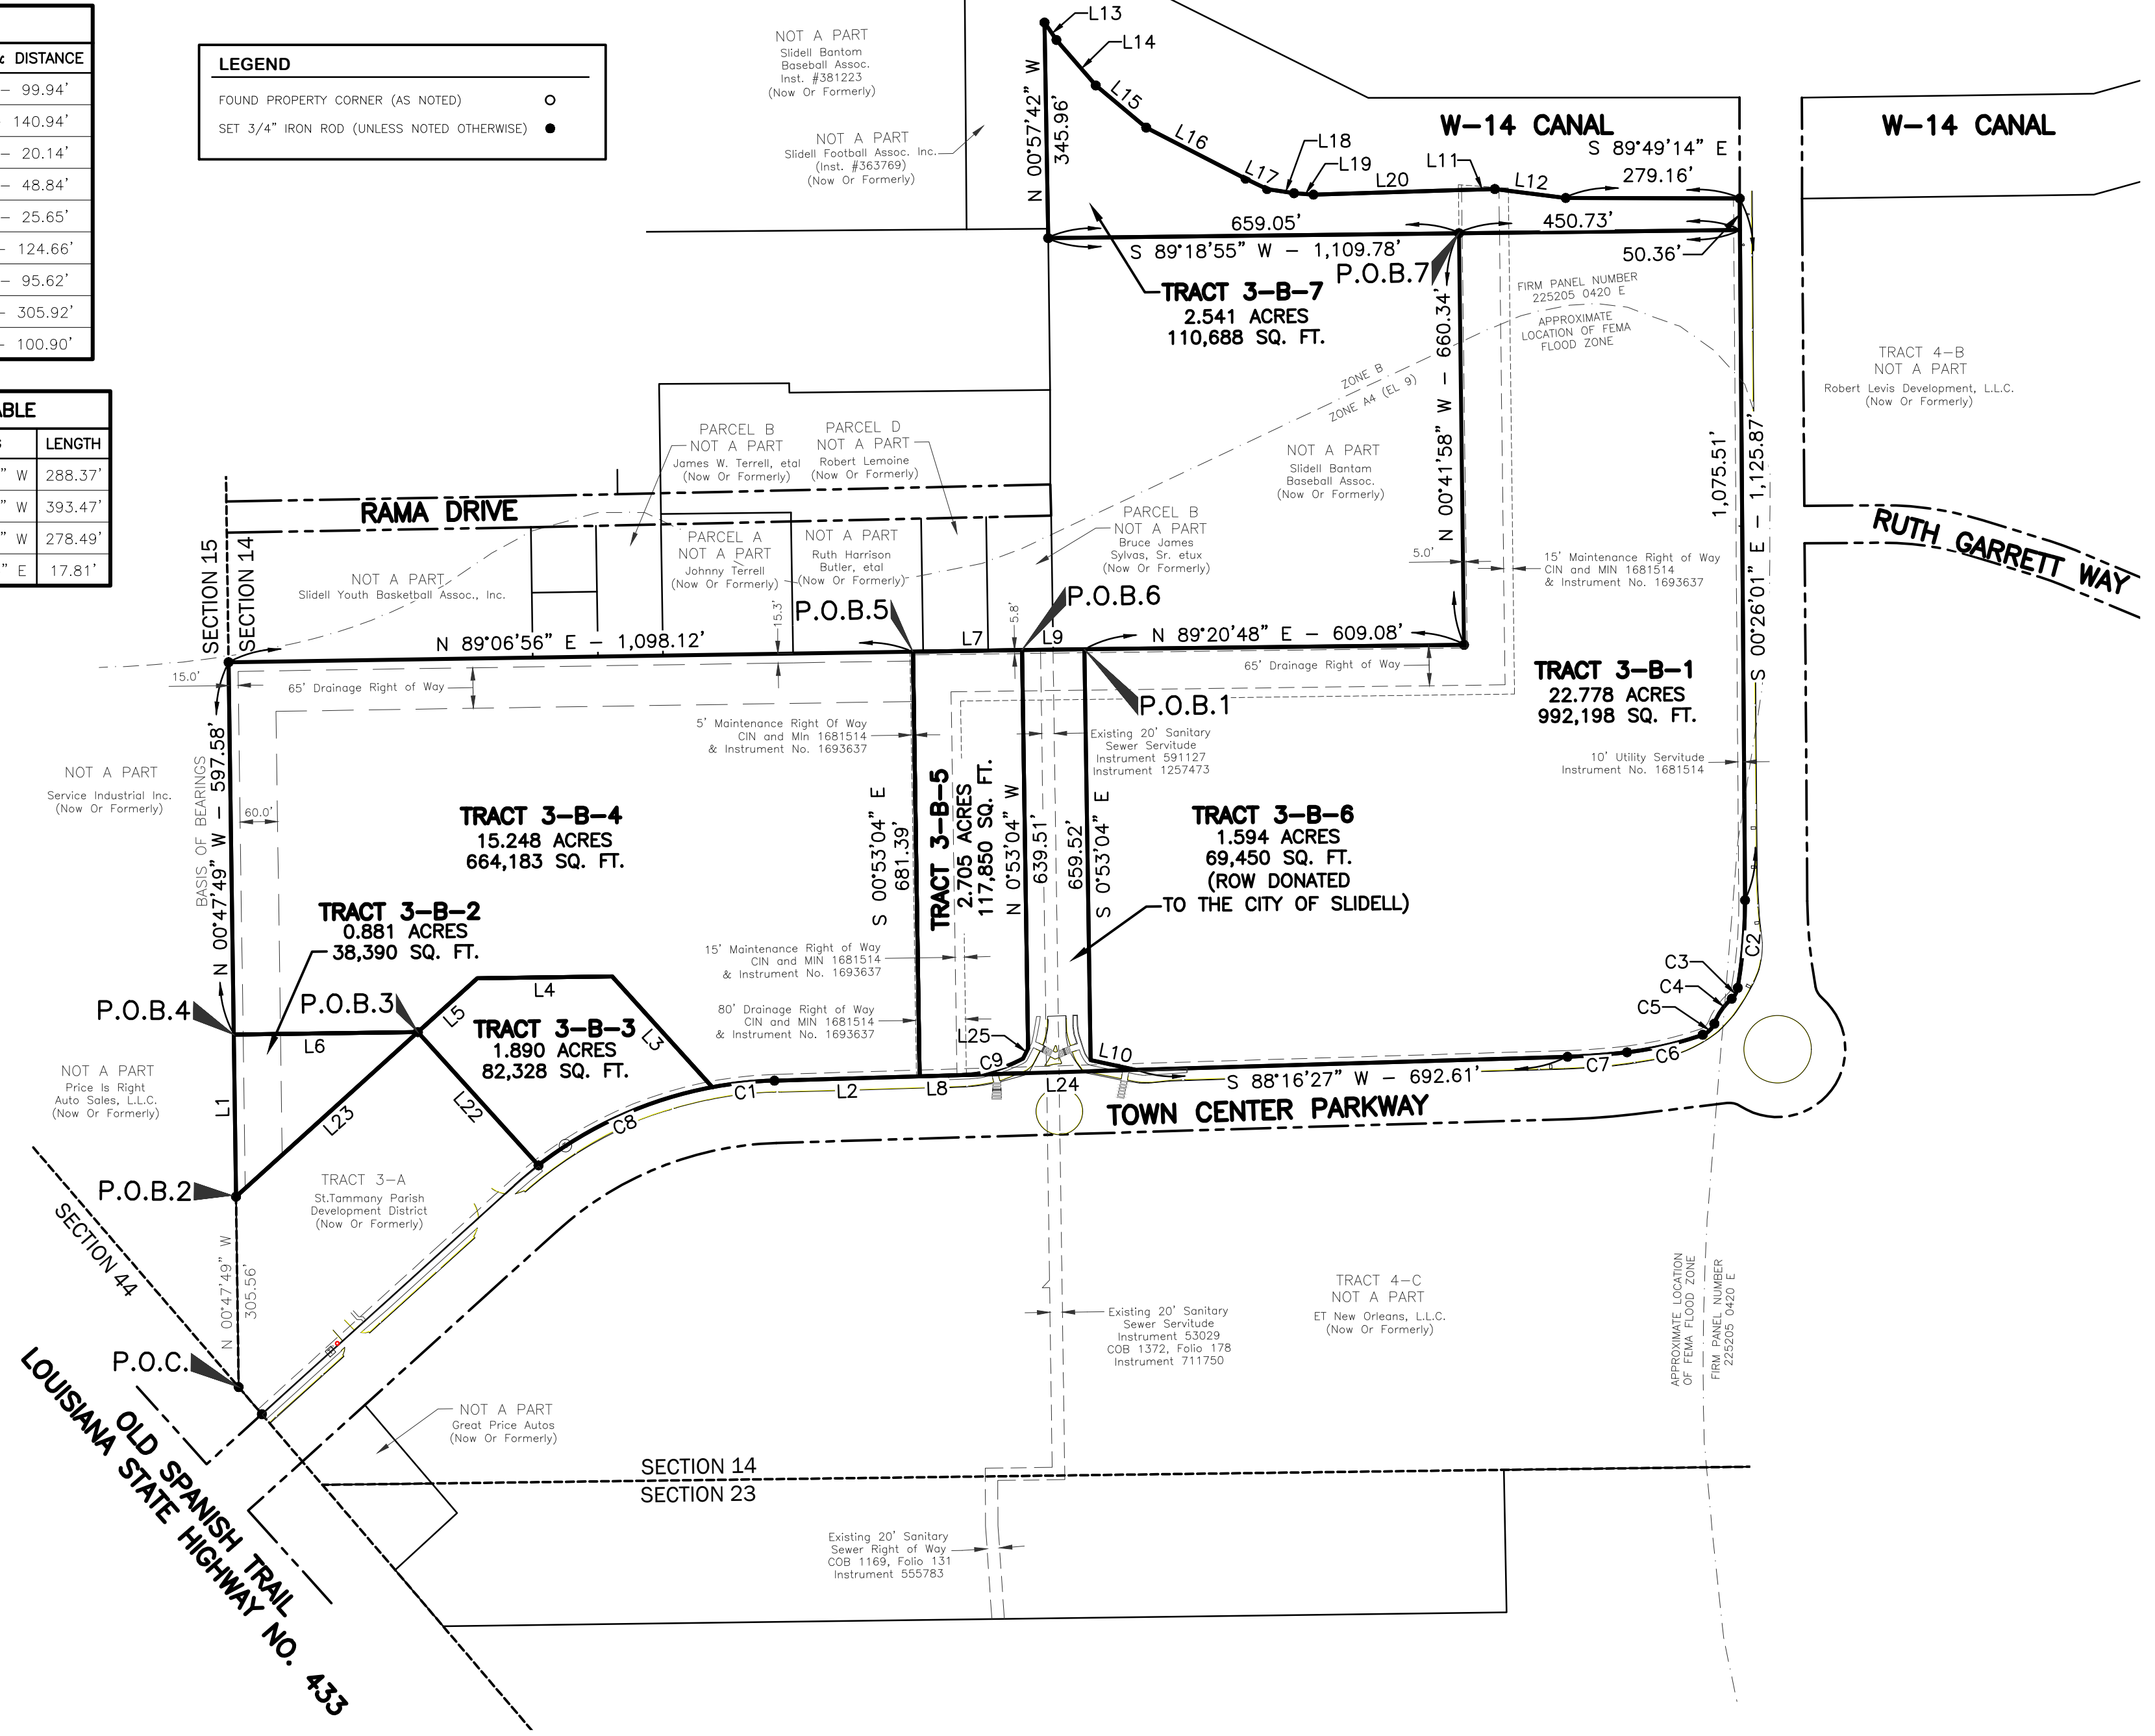 & DISTANCE
– 99.94'
140.94'
– 20.14'
– 48.84'
– 25.65'
– 124.66'
– 95.62'
– 305.92'
– 100.90'
LENGTH
" W 288.37'
" W 393.47'
" W 278.49'
" E 17.81'
LEGEND
FOUND PROPERTY CORNER (AS NOTED)
SET 3/4" IRON ROD (UNLESS NOTED OTHERWISE)
NOT A PART
Slidell Bantom
Baseball Assoc.
Inst. #381223
(Now Or Formerly)
NOT A PART
Slidell Football Assoc. Inc.
(Inst. #363769)
(Now Or Formerly)
N 00°57'42" W
345.96'
L13
L14
L15
L16
L17
L18
L19
L20
L11
L12
W–14 CANAL
S 89°49'14" E
279.16'
W–14 CANAL
659.05'
450.73'
S 89°18'55" W – 1,109.78'
50.36'
P.O.B.7
TRACT 3–B–7
2.541 ACRES
110,688 SQ. FT.
FIRM PANEL NUMBER
225205 0420 E
APPROXIMATE
LOCATION OF FEMA
FLOOD ZONE
ZONE B
ZONE A4 (EL 9)
N 00°41'58" W – 660.34'
1,075.51'
S 00°26'01" E – 1,125.87'
TRACT 4–B
NOT A PART
Robert Levis Development, L.L.C.
(Now Or Formerly)
RUTH GARRETT WAY
PARCEL B
NOT A PART
James W. Terrell, etal
(Now Or Formerly)
PARCEL D
NOT A PART
Robert Lemoine
(Now Or Formerly)
NOT A PART
Slidell Bantam
Baseball Assoc.
(Now Or Formerly)
RAMA DRIVE
SECTION 15
SECTION 14
NOT A PART
Slidell Youth Basketball Assoc., Inc.
PARCEL A
NOT A PART
Johnny Terrell
(Now Or Formerly)
NOT A PART
Ruth Harrison
Butler, etal
(Now Or Formerly)
PARCEL B
NOT A PART
Bruce James
Sylvas, Sr. etux
(Now Or Formerly)
5.0'
15' Maintenance Right of Way
CIN and MIN 1681514
& Instrument No. 1693637
P.O.B.5
P.O.B.6
15.3'
5.8'
N 89°06'56" E – 1,098.12'
L7
L9
N 89°20'48" E – 609.08'
15.0'
65' Drainage Right of Way
65' Drainage Right of Way
P.O.B.1
TRACT 3–B–1
22.778 ACRES
992,198 SQ. FT.
5' Maintenance Right Of Way
CIN and MIn 1681514
& Instrument No. 1693637
Existing 20' Sanitary
Sewer Servitude
Instrument 591127
Instrument 1257473
10' Utility Servitude
Instrument No. 1681514
NOT A PART
Service Industrial Inc.
(Now Or Formerly)
BASIS OF BEARINGS
N 00°47'49" W – 597.58'
60.0'
TRACT 3–B–4
15.248 ACRES
664,183 SQ. FT.
S 00°53'04" E
681.39'
TRACT 3–B–5
2.705 ACRES
117,850 SQ. FT.
N 0°53'04" W
639.51'
659.52'
S 0°53'04" E
TRACT 3–B–6
1.594 ACRES
69,450 SQ. FT.
(ROW DONATED
TO THE CITY OF SLIDELL)
TRACT 3–B–2
0.881 ACRES
38,390 SQ. FT.
15' Maintenance Right of Way
CIN and MIN 1681514
& Instrument No. 1693637
80' Drainage Right of Way
CIN and MIN 1681514
& Instrument No. 1693637
P.O.B.4
P.O.B.3
L5
L4
L3
L6
TRACT 3–B–3
1.890 ACRES
82,328 SQ. FT.
L25
C9
L10
C2
C3
C4
C5
C6
C7
NOT A PART
Price Is Right
Auto Sales, L.L.C.
(Now Or Formerly)
L1
L23
L22
C8
C1
L2
L8
L24
S 88°16'27" W – 692.61'
TOWN CENTER PARKWAY
P.O.B.2
TRACT 3–A
St.Tammany Parish
Development District
(Now Or Formerly)
SECTION 44
N 00°47'49" W
305.56'
P.O.C.
Existing 20' Sanitary
Sewer Servitude
Instrument 53029
COB 1372, Folio 178
Instrument 711750
TRACT 4–C
NOT A PART
ET New Orleans, L.L.C.
(Now Or Formerly)
APPROXIMATE LOCATION
OF FEMA FLOOD ZONE
FIRM PANEL NUMBER
225205 0420 E
OLD SPANISH TRAIL
LOUISIANA STATE HIGHWAY NO. 433
NOT A PART
Great Price Autos
(Now Or Formerly)
SECTION 14
SECTION 23
Existing 20' Sanitary
Sewer Right of Way
COB 1169, Folio 131
Instrument 555783